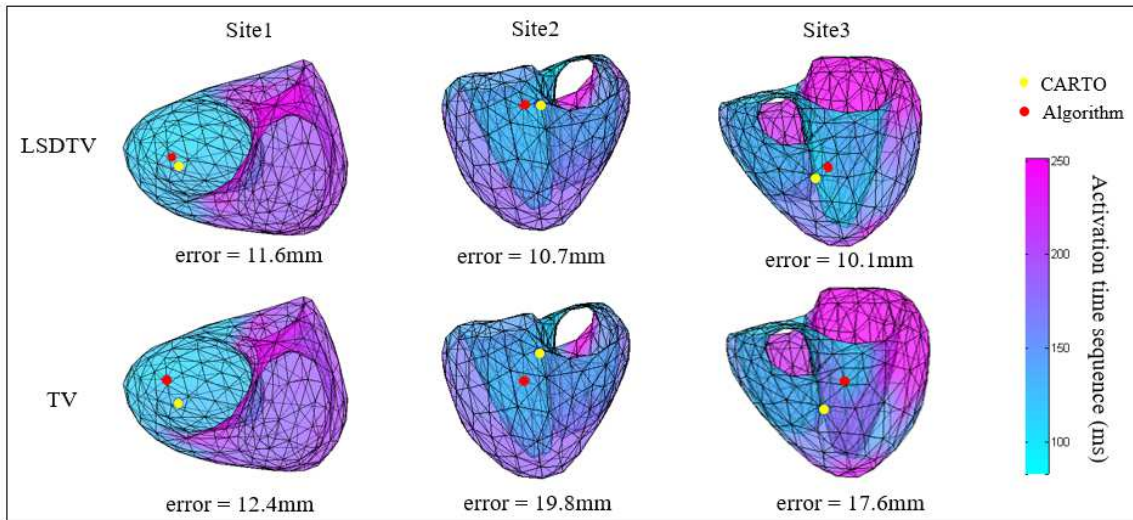 Site1
Site2
Site3
CARTO
Algorithm
LSDTV
error = 11.6mm
error = 10.7mm
error = 10.1mm
250
200
150
100
Activation time sequence (ms)
TV
error = 12.4mm
error = 19.8mm
error = 17.6mm